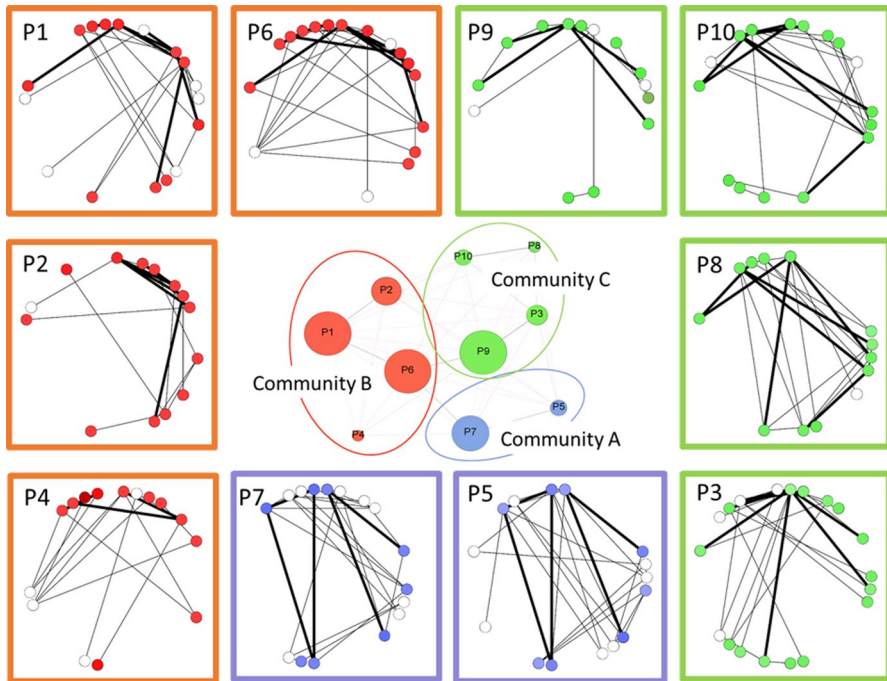 P1
P6
P9
P10
P2
P10
P8
Community C
P2
P1
P3
P9
P6
Community B
P5
P4
P7
Community A
P8
P4
P7
P5
P3